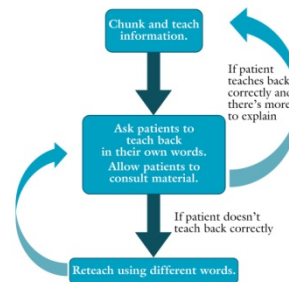 Chunk and teach
information.
If patient
teaches back
correctly and
there's more
to explain
Ask patients to
teach back
in their own words.
Allow patients to
consult material.
If patient doesn't
teach back correctly
Reteach using different words.